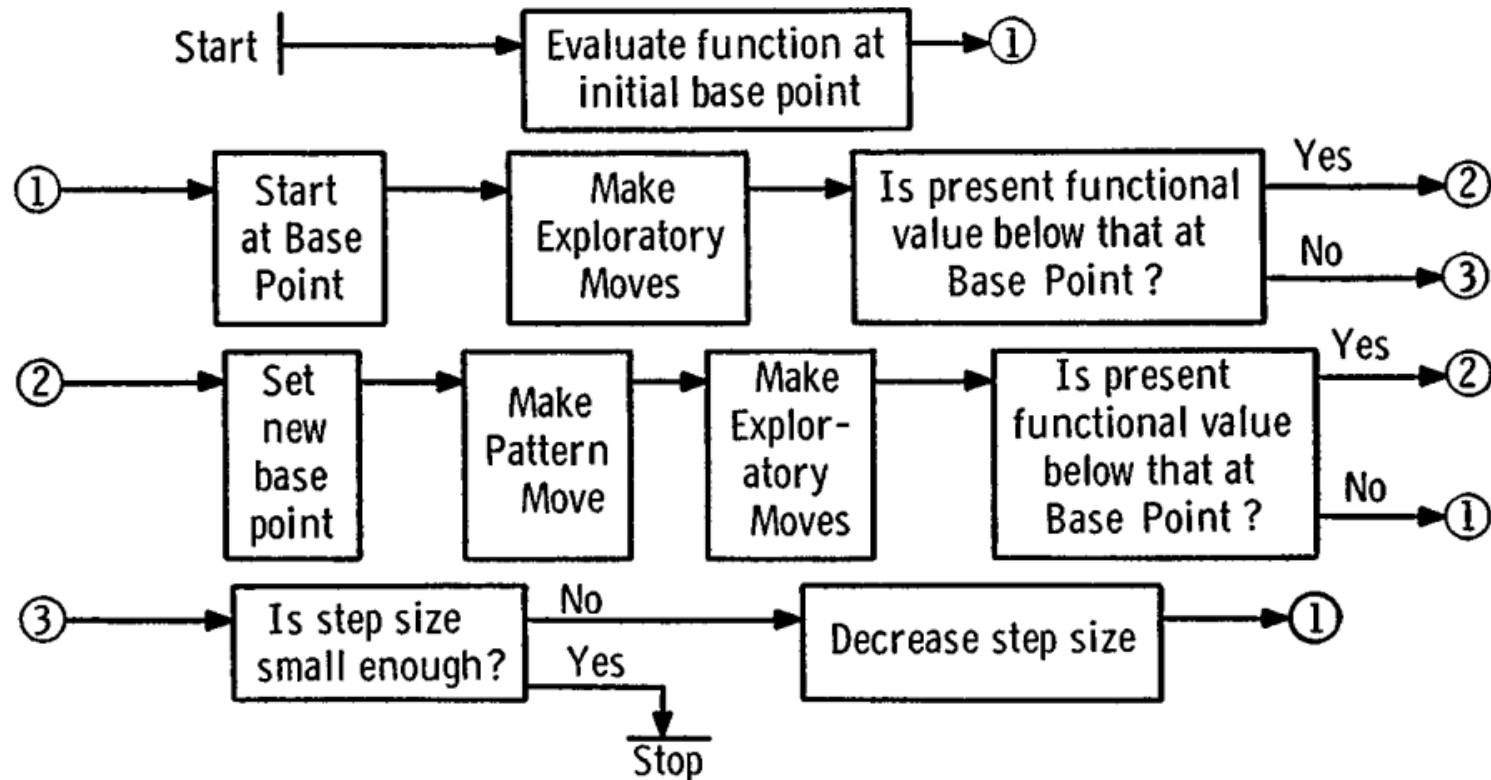 Start
Evaluate function at
initial base point
1
1
Start
at Base
Point
Make
Exploratory
Moves
Is present functional
value below that at
Base Point ?
Yes
2
No
3
2
Set
new
base
point
Make
Pattern
Move
Make
Explor-
atory
Moves
Is present
functional value
below that at
Base Point ?
Yes
2
No
1
3
Is step size
small enough?
No
Yes
Stop
Decrease step size
1